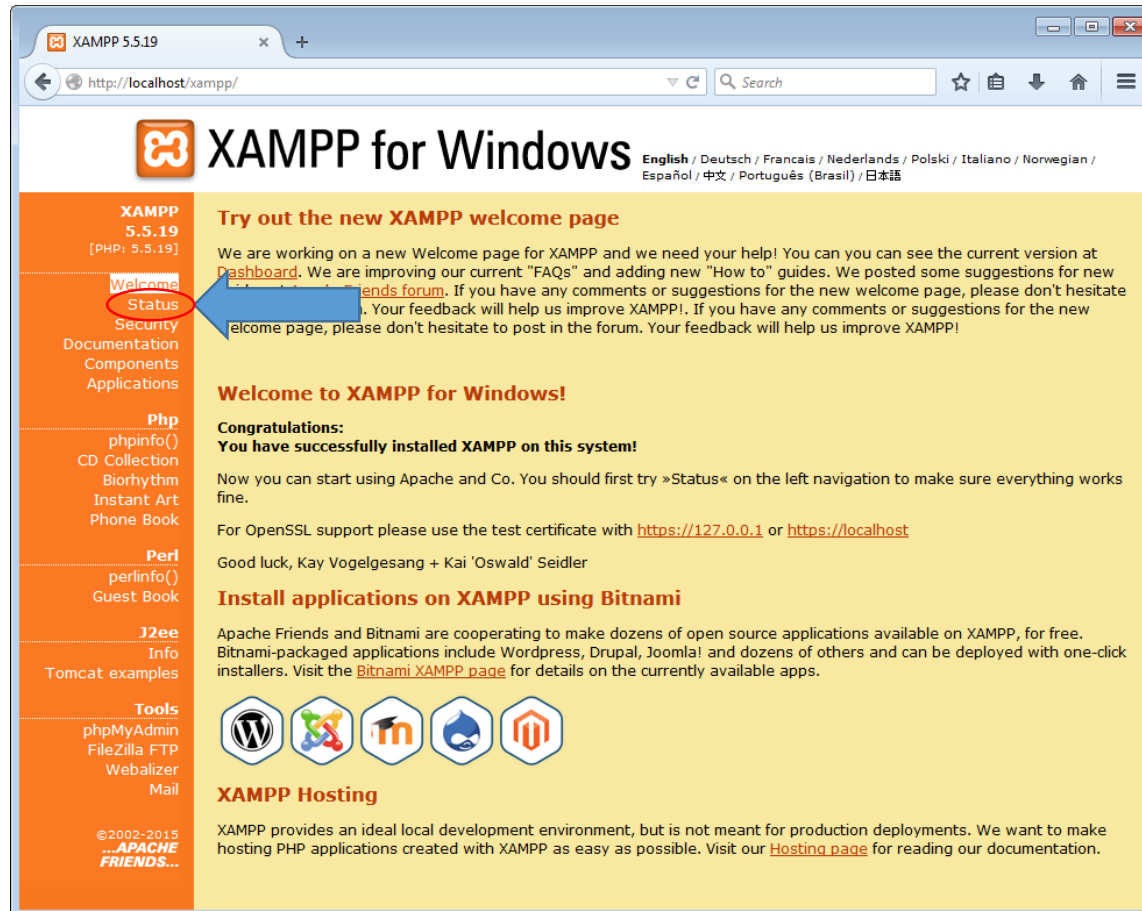 XAMPP 5.5.19
http://localhost/xampp/
Search
XAMPP for Windows
English / Deutsch / Francais / Nederlands / Polski / Italiano / Norwegian /
Español / 中文 / Português (Brasil) / 日本語
XAMPP
5.5.19
[PHP: 5.5.19]
Welcome
Status
Security
Documentation
Components
Applications
Php
phpinfo()
CD Collection
Biorhythm
Instant Art
Phone Book
Perl
perlinfo()
Guest Book
J2ee
Info
Tomcat examples
Tools
phpMyAdmin
FileZilla FTP
Webalizer
Mail
©2002-2015
...APACHE
FRIENDS...
Try out the new XAMPP welcome page
We are working on a new Welcome page for XAMPP and we need your help! You can you can see the current version at
Dashboard. We are improving our current "FAQs" and adding new "How to" guides. We posted some suggestions for new
Friends forum. If you have any comments or suggestions for the new welcome page, please don't hesitate
. Your feedback will help us improve XAMPP!. If you have any comments or suggestions for the new
welcome page, please don't hesitate to post in the forum. Your feedback will help us improve XAMPP!
Welcome to XAMPP for Windows!
Congratulations:
You have successfully installed XAMPP on this system!
Now you can start using Apache and Co. You should first try »Status« on the left navigation to make sure everything works
fine.
For OpenSSL support please use the test certificate with https://127.0.0.1 or https://localhost
Good luck, Kay Vogelgesang + Kai 'Oswald' Seidler
Install applications on XAMPP using Bitnami
Apache Friends and Bitnami are cooperating to make dozens of open source applications available on XAMPP, for free.
Bitnami-packaged applications include Wordpress, Drupal, Joomla! and dozens of others and can be deployed with one-click
installers. Visit the Bitnami XAMPP page for details on the currently available apps.
XAMPP Hosting
XAMPP provides an ideal local development environment, but is not meant for production deployments. We want to make
hosting PHP applications created with XAMPP as easy as possible. Visit our Hosting page for reading our documentation.